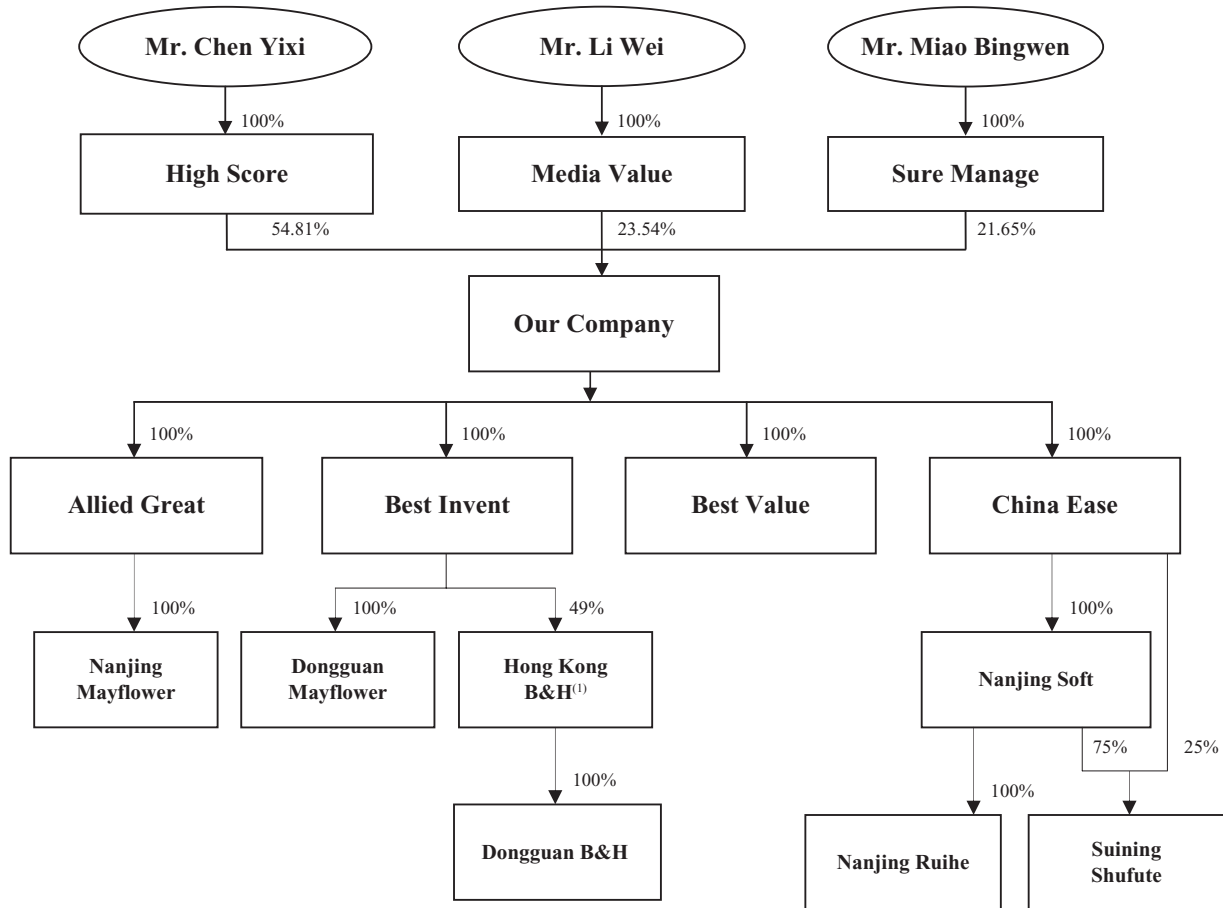 Mr. Chen Yixi
Mr. Li Wei
Mr. Miao Bingwen
100%
100%
100%
High Score
Media Value
Sure Manage
54.81%
23.54%
21.65%
Our Company
100%
100%
100%
100%
Allied Great
Best Invent
Best Value
China Ease
100%
100%
49%
100%
Nanjing
Mayflower
Dongguan
Mayflower
Hong Kong
B&H(1)
Nanjing Soft
75%
25%
100%
100%
Dongguan B&H
Nanjing Ruihe
Suining
Shufute